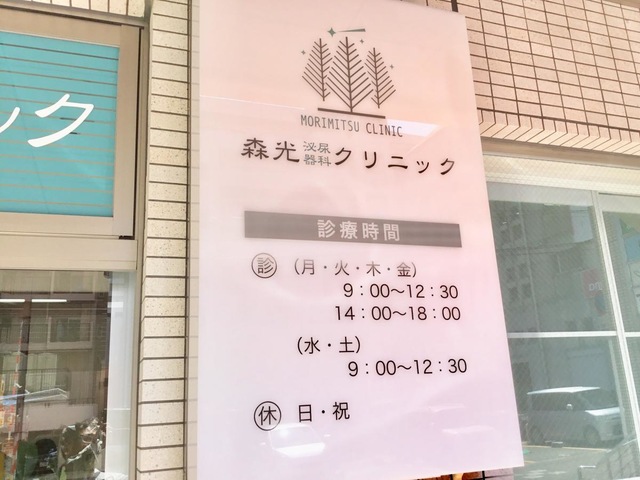 ック
MORIMITSU CLINIC
森光泌尿器科クリニック
診療時間
診 （月・火・木・金）
9：00〜12：30
14：00〜18：00
（水・土）
9：00〜12：30
休 日・祝